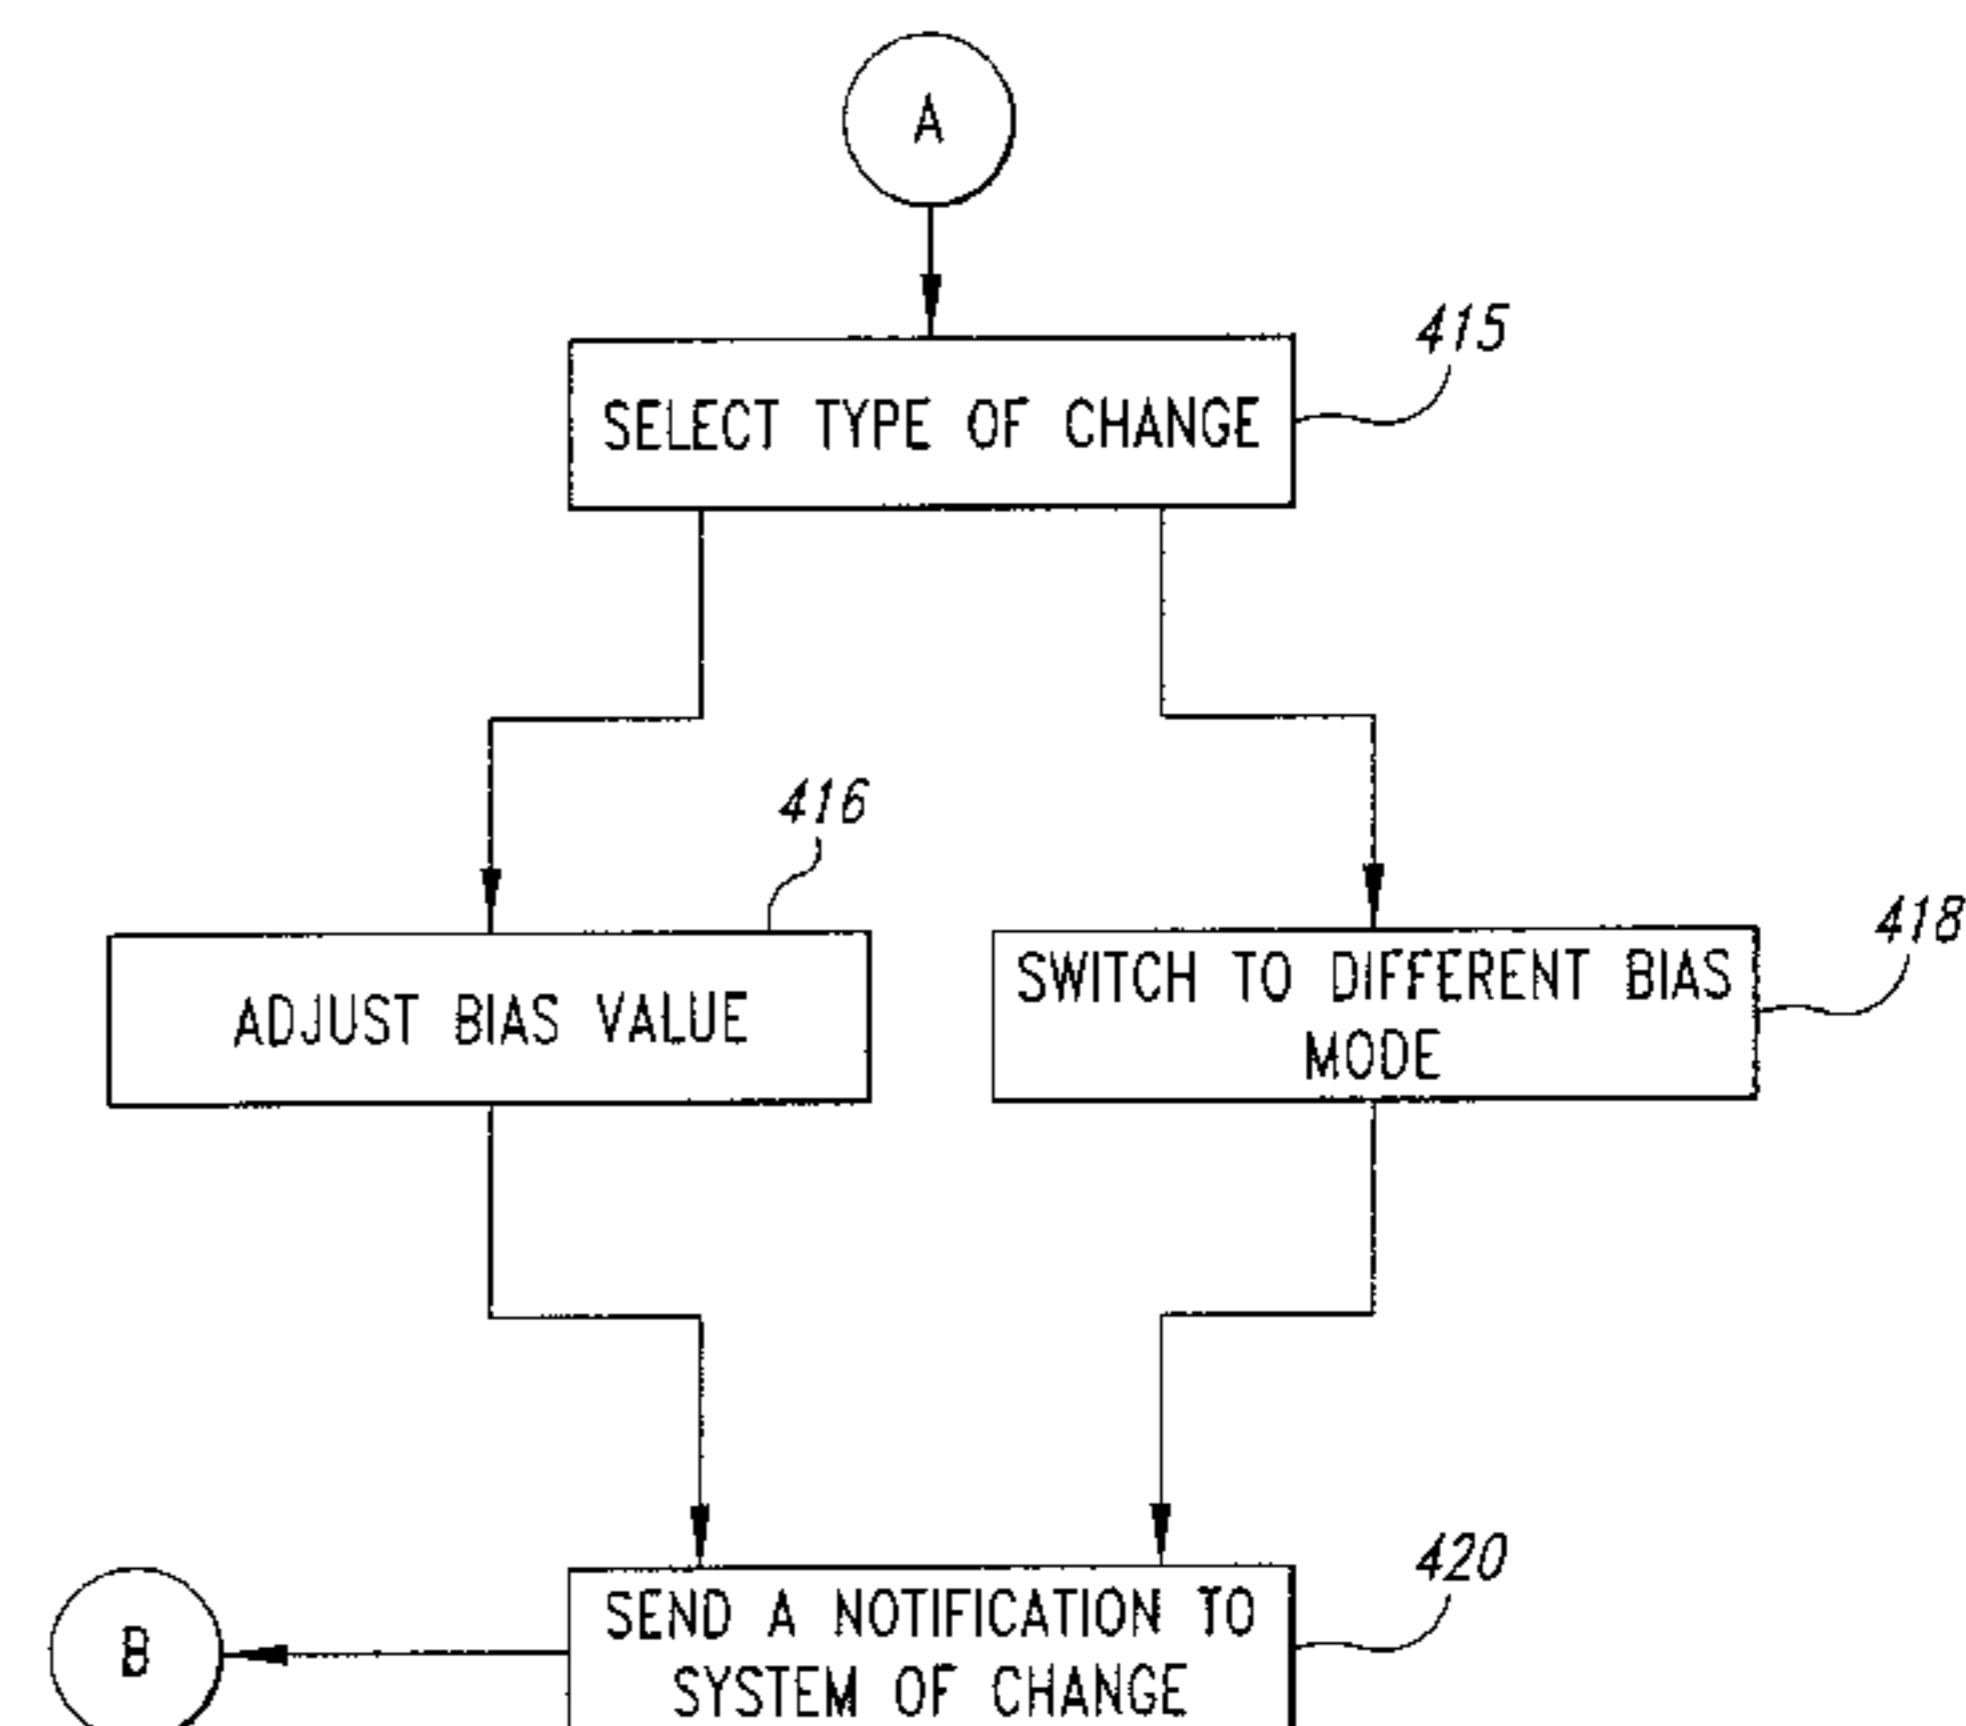 A
415
SELECT TYPE OF CHANGE
416
418
ADJUST BIAS VALUE
SWITCH TO DIFFERENT BIAS
MODE
420
SEND A NOTIFICATION TO
SYSTEM OF CHANGE
B